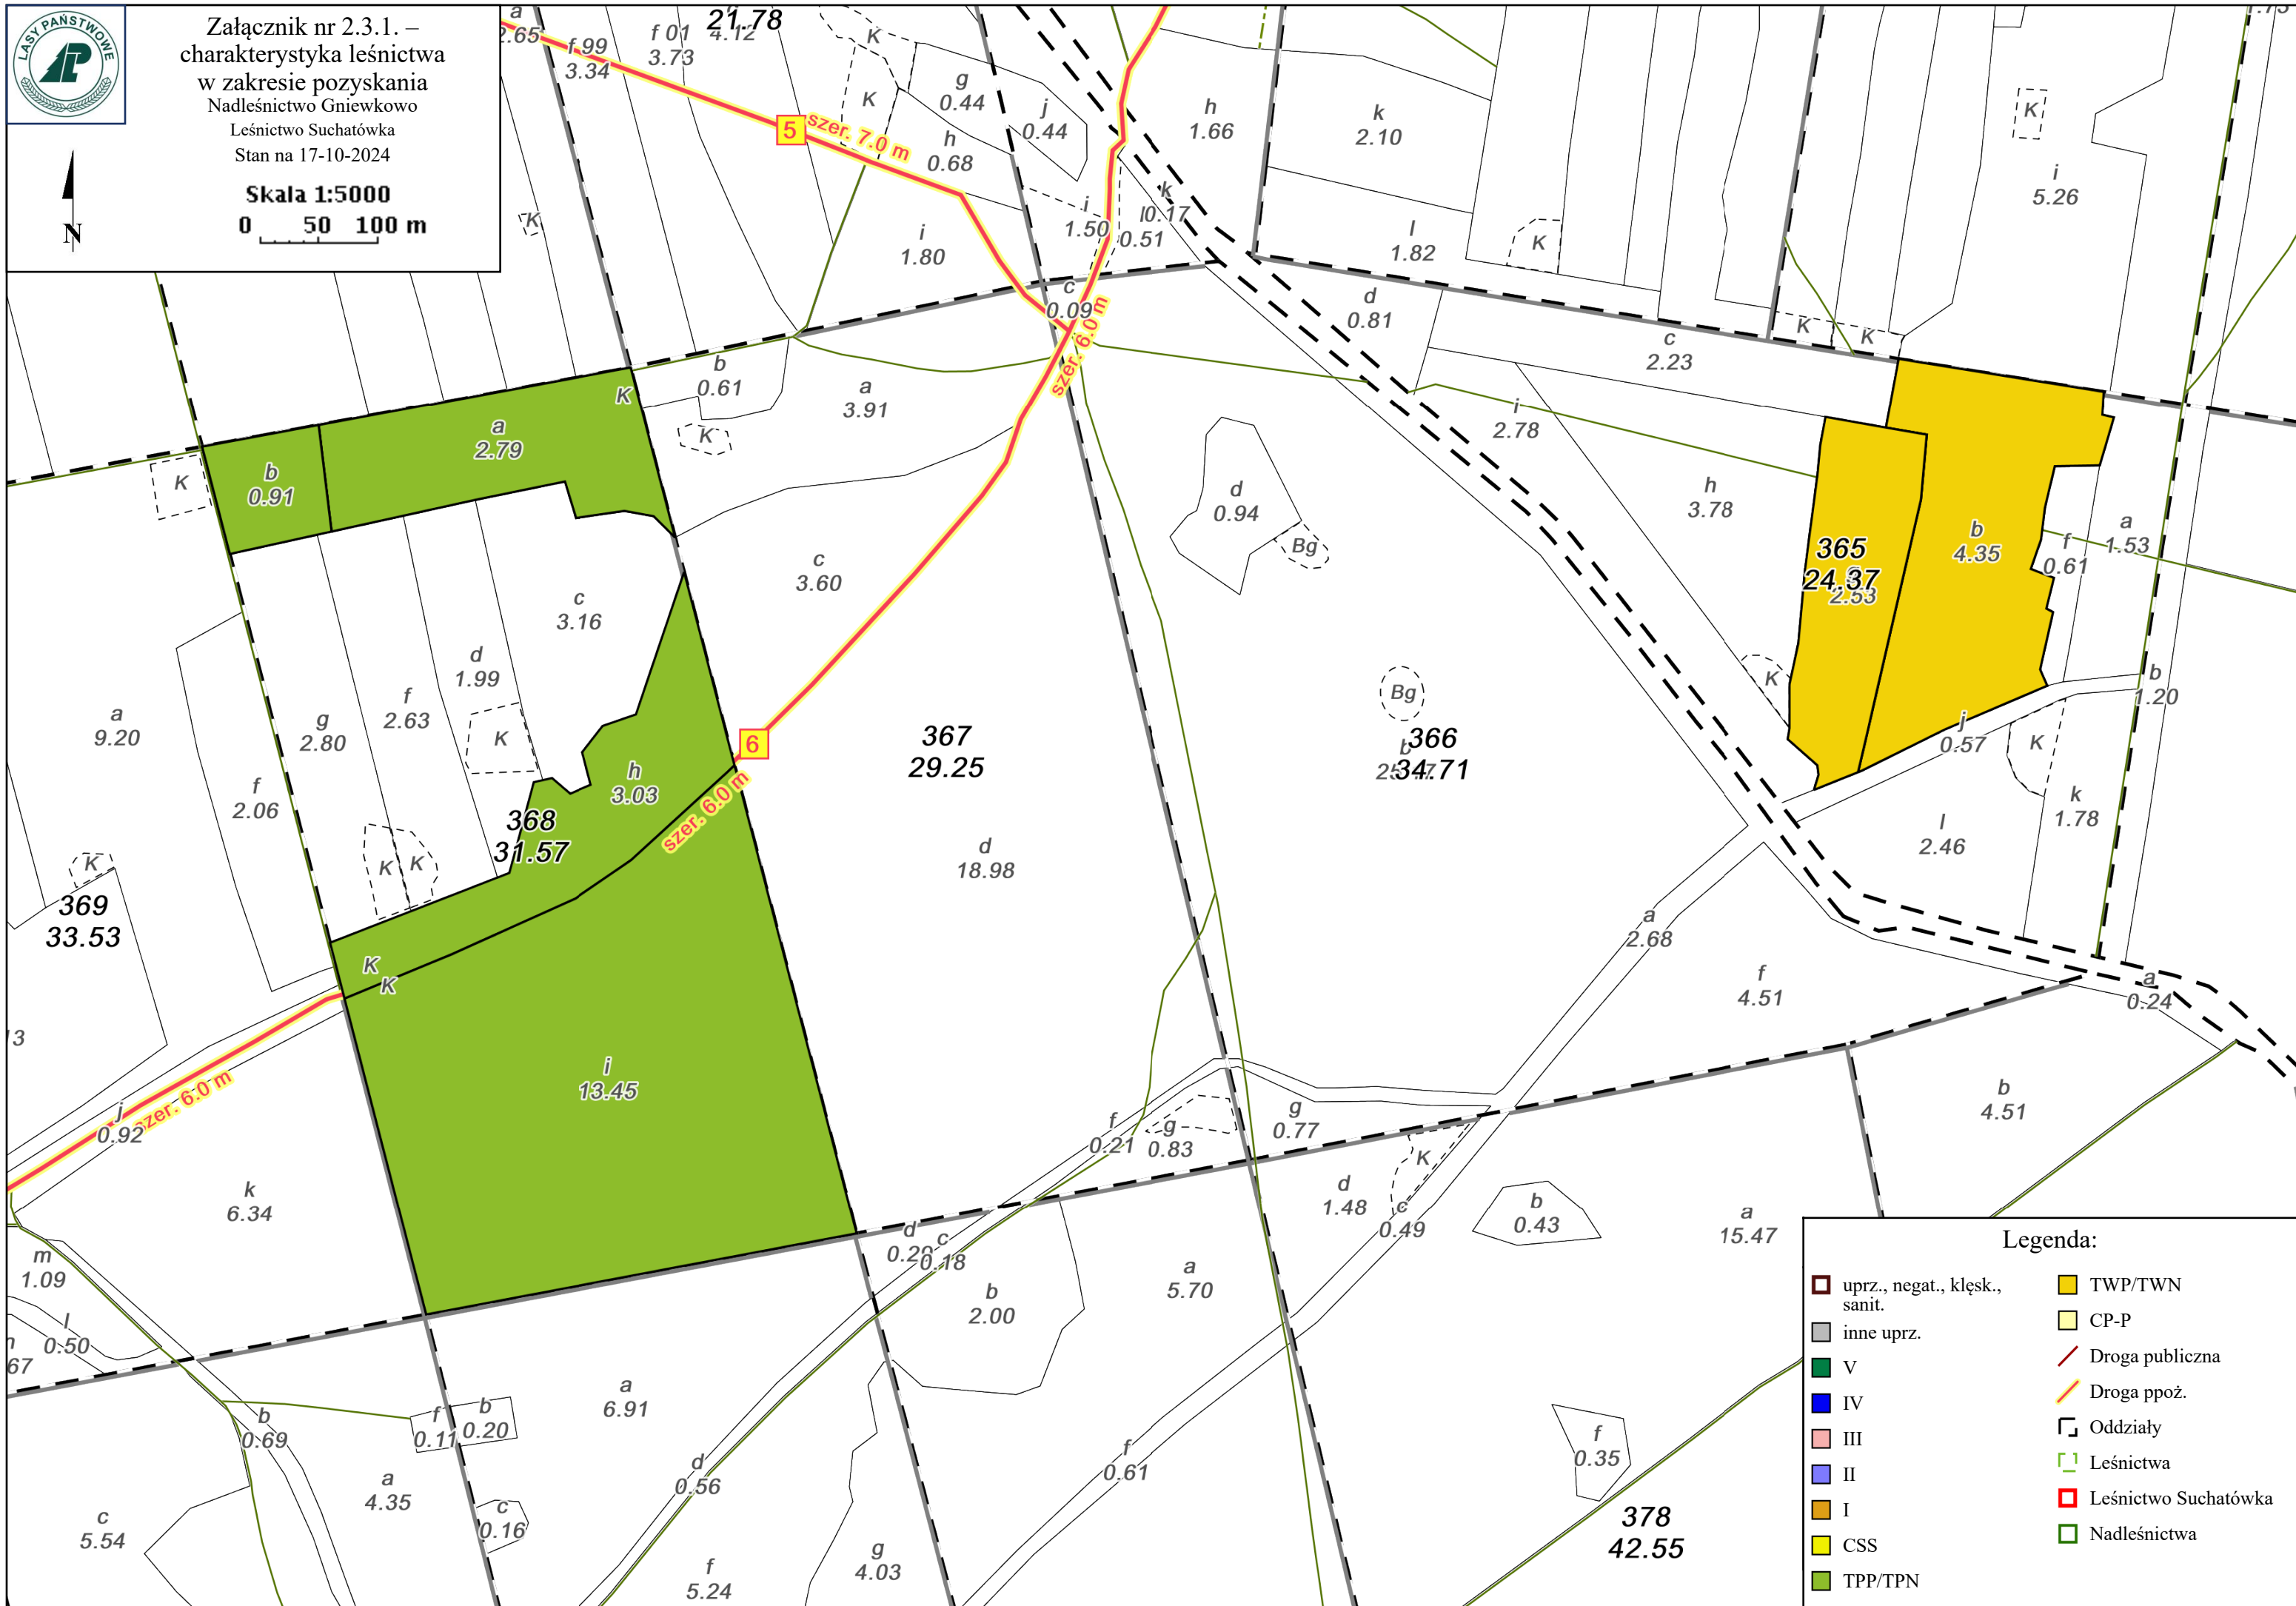 LASY PAŃSTWOWE
Załącznik nr 2.3.1. –
charakterystyka leśnictwa
w zakresie pozyskania
Nadleśnictwo Gniewkowo
Leśnictwo Suchatówka
Stan na 17-10-2024
Skala 1:5000
0 50 100 m
N
a
2.65
f 99
3.34
f 01
3.73
21.78
4.12
K
K
g
0.44
j
0.44
h
0.68
5
szer. 7.0 m
h
1.66
k
2.10
K
i
5.26
K
i
1.80
i
1.50
k
0.17
l
0.51
l
1.82
K
c
0.09
szer. 6.0 m
d
0.81
c
2.23
K
K
b
0.61
a
3.91
K
K
a
2.79
b
0.91
K
i
2.78
h
3.78
d
0.94
Bg
365
24.37
2.53
b
4.35
f
0.61
a
1.53
c
3.60
c
3.16
d
1.99
f
2.63
g
2.80
a
9.20
f
2.06
K
K
b
1.20
j
0.57
K
Bg
6
367
29.25
366
34.71
b
h
3.03
szer. 6.0 m
368
31.57
k
1.78
l
2.46
d
18.98
K
K
K
369
33.53
a
2.68
f
4.51
a
0.24
K
K
i
13.45
szer. 6.0 m
j
0.92
b
4.51
f
0.21
g
0.83
g
0.77
K
k
6.34
d
1.48
c
0.49
b
0.43
a
15.47
m
1.09
d
c
0.18
a
5.70
b
2.00
l
0.50
67
a
6.91
b
0.69
f
0.11
b
0.20
a
4.35
c
0.16
d
0.56
f
0.61
f
0.35
c
5.54
g
4.03
f
5.24
378
42.55
Legenda:
uprz., negat., klęsk.,
sanit.
inne uprz.
V
IV
III
II
I
CSS
TPP/TPN
TWP/TWN
CP-P
Droga publiczna
Droga ppoż.
Oddziały
Leśnictwa
Leśnictwo Suchatówka
Nadleśnictwa